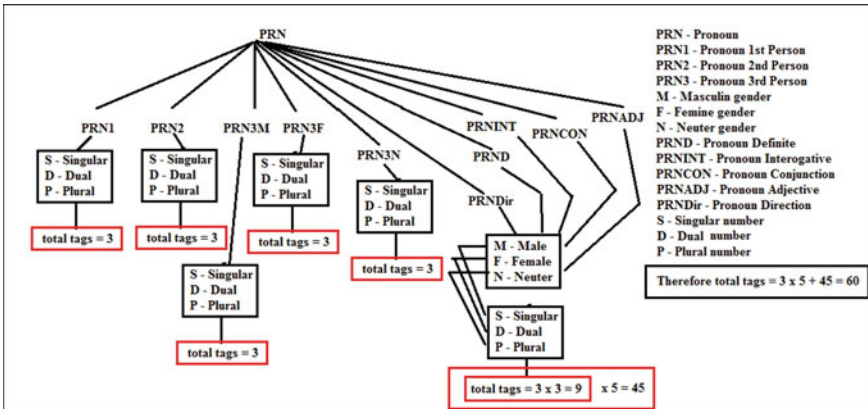 PRN
PRN1
PRN2
PRN3M
PRN3F
PRN3N
PRNDir
PRND
PRNINT
PRNCON
PRNADJ
S - Singular
D - Dual
P - Plural
total tags = 3
S - Singular
D - Dual
P - Plural
total tags = 3
S - Singular
D - Dual
P - Plural
total tags = 3
S - Singular
D - Dual
P - Plural
total tags = 3
S - Singular
D - Dual
P - Plural
total tags = 3
M - Male
F - Female
N - Neuter
S - Singular
D - Dual
P - Plural
total tags = 3 x 3 = 9 x 5 = 45
PRN - Pronoun
PRN1 - Pronoun 1st Person
PRN2 - Pronoun 2nd Person
PRN3 - Pronoun 3rd Person
M - Masculin gender
F - Femine gender
N - Neuter gender
PRND - Pronoun Definite
PRNINT - Pronoun Interogative
PRNCON - Pronoun Conjunction
PRNADJ - Pronoun Adjective
PRNDir - Pronoun Direction
S - Singular number
D - Dual number
P - Plural number
Therefore total tags = 3 x 5 + 45 = 60